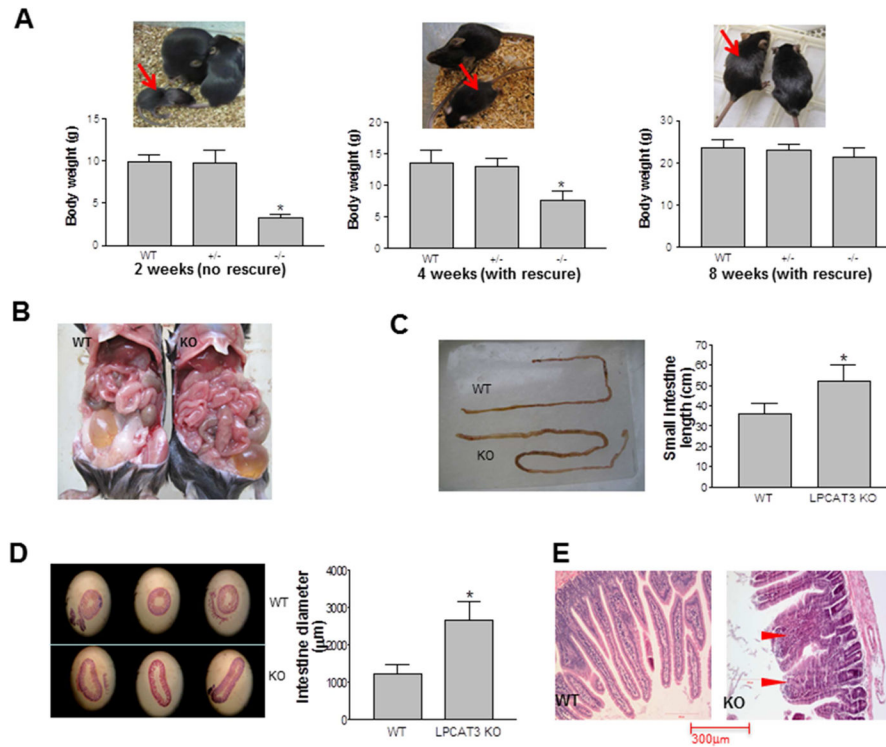 A
Body weight (g)
15
10
5
0
WT
+/-
*
-/-
2 weeks (no rescure)
Body weight (g)
20
15
10
5
0
WT
+/-
*
-/-
4 weeks (with rescure)
Body weight (g)
30
20
10
0
WT
+/-
-/-
8 weeks (with rescure)
B
WT
KO
C
WT
KO
Small Intestine
length (cm)
70
60
50
40
30
20
10
0
*
WT
LPCAT3 KO
D
WT
KO
Intestine diameter
(µm)
4000
3000
2000
1000
0
*
WT
LPCAT3 KO
E
WT
KO
300µm